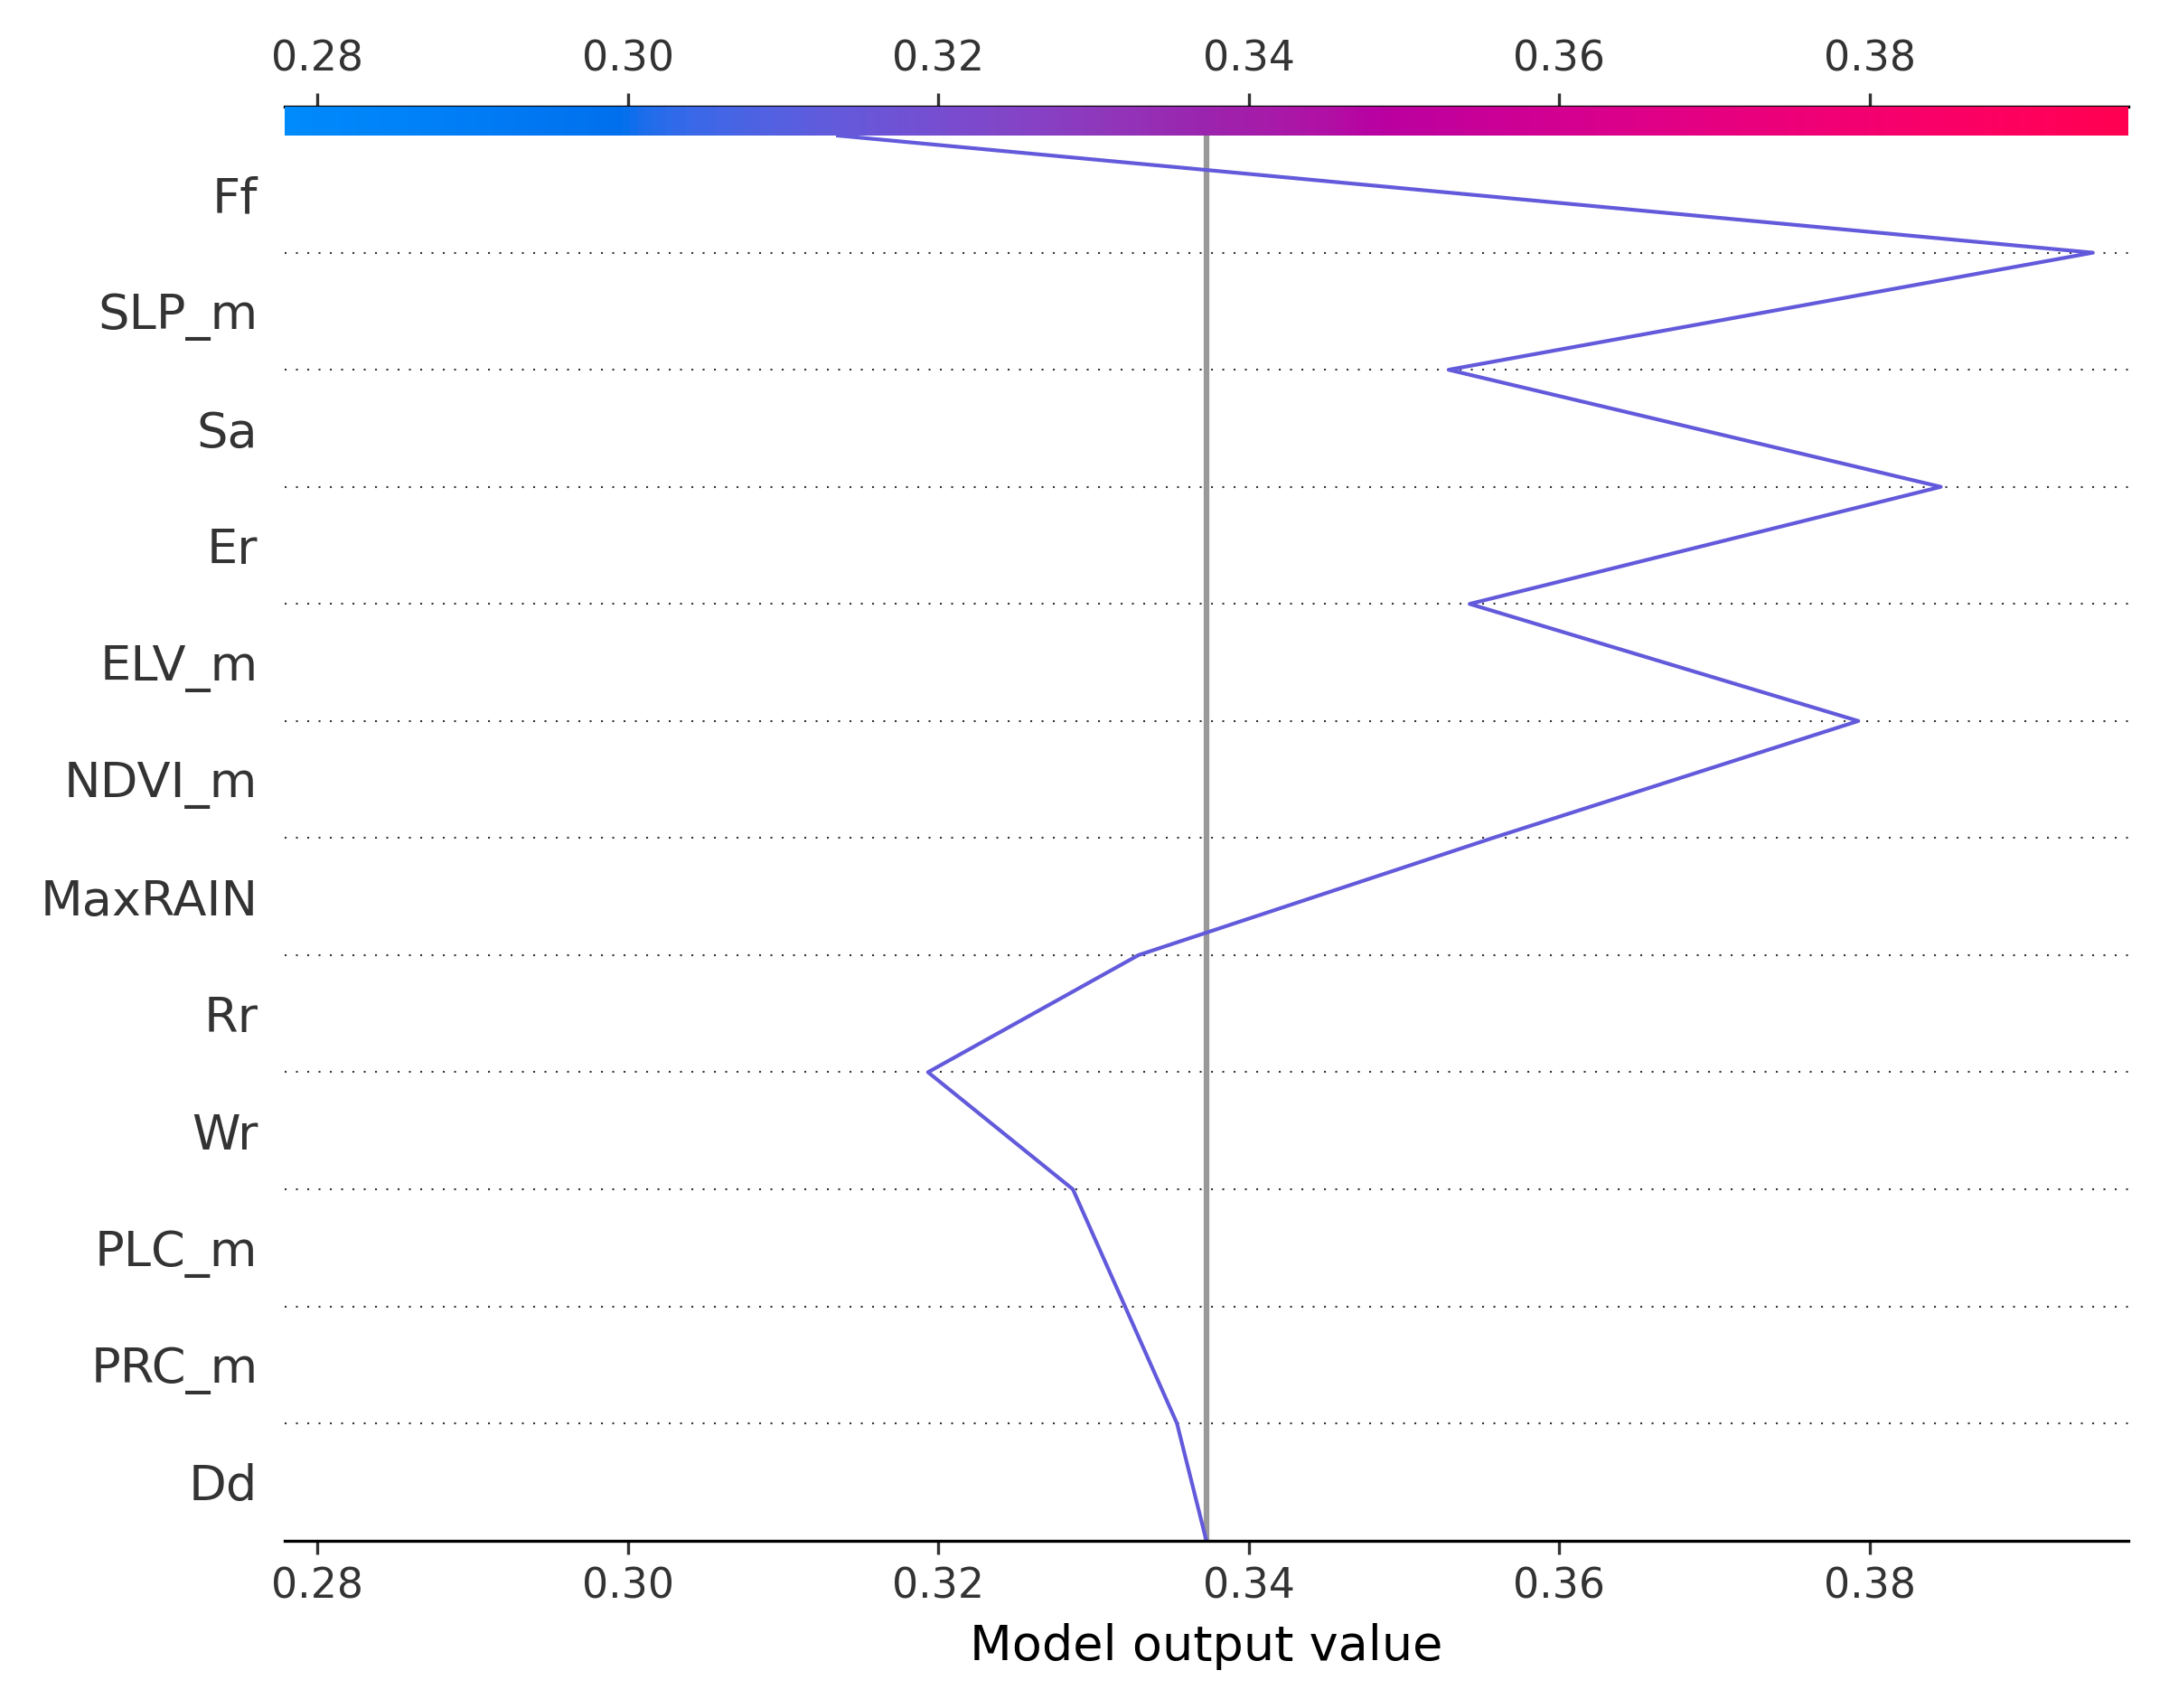 0.28 0.30 0.32 0.34 0.36 0.38
Ff
SLP_m
Sa
Er
ELV_m
NDVI_m
MaxRAIN
Rr
Wr
PLC_m
PRC_m
Dd
0.28 0.30 0.32 0.34 0.36 0.38
Model output value